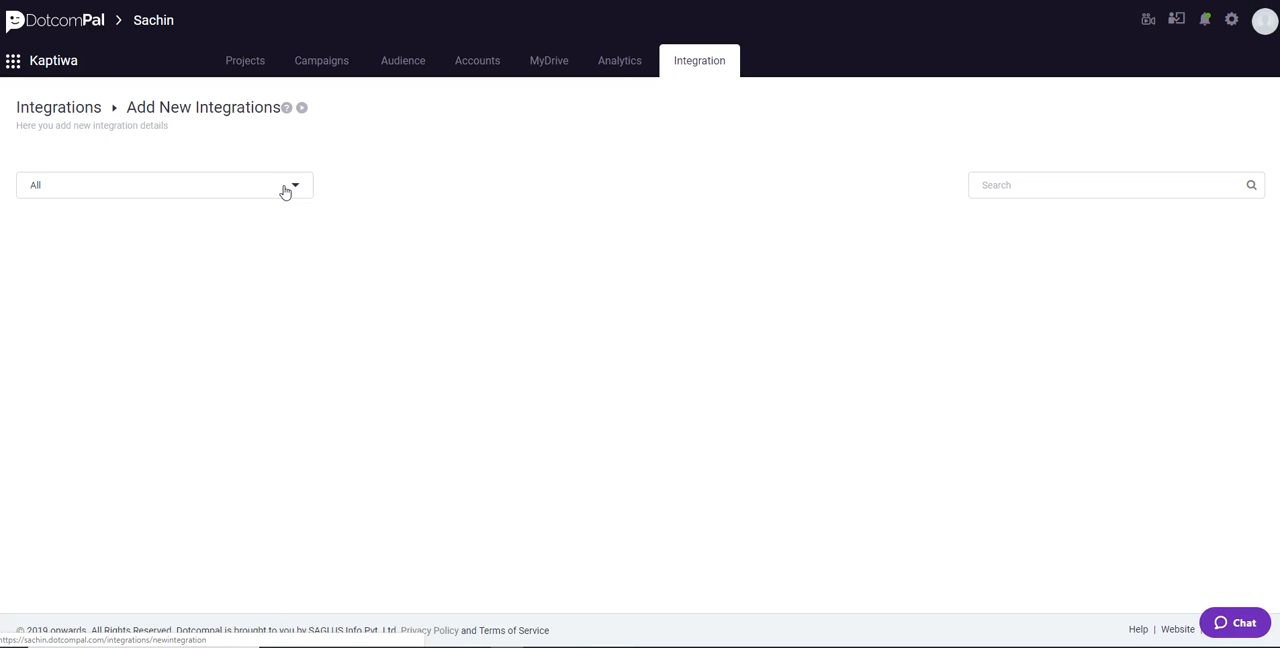 DotcomPal > Sachin
Kaptiwa
Projects Campaigns Audience Accounts MyDrive Analytics Integration
Integrations ▸ Add New Integrations
Here you add new integration details
All
Search
© 2019 onwards. All Rights Reserved. Dotcompal is brought to you by SAGLUS Info Pvt. Ltd. Privacy Policy and Terms of Service
Help | Website
Chat
https://sachin.dotcompal.com/integrations/newintegration